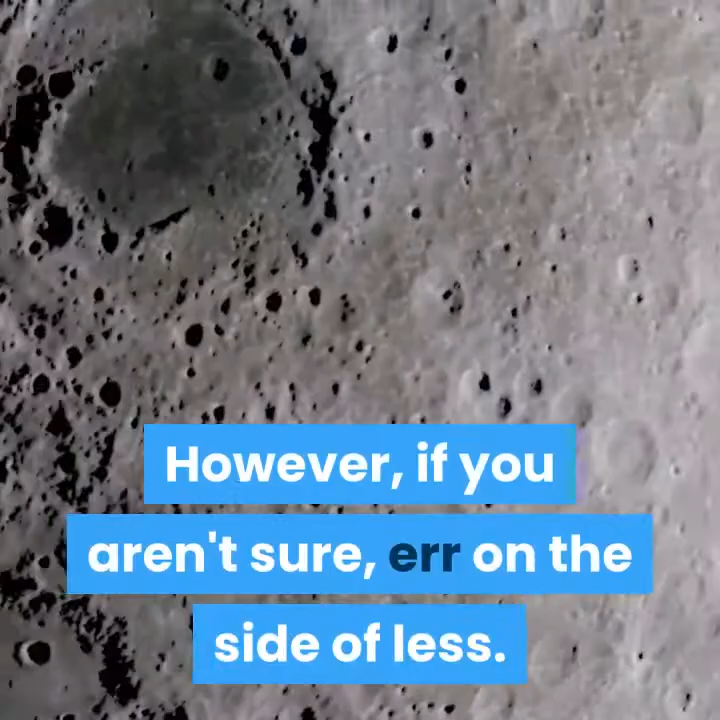 However, if you
aren't sure, err on the
side of less.